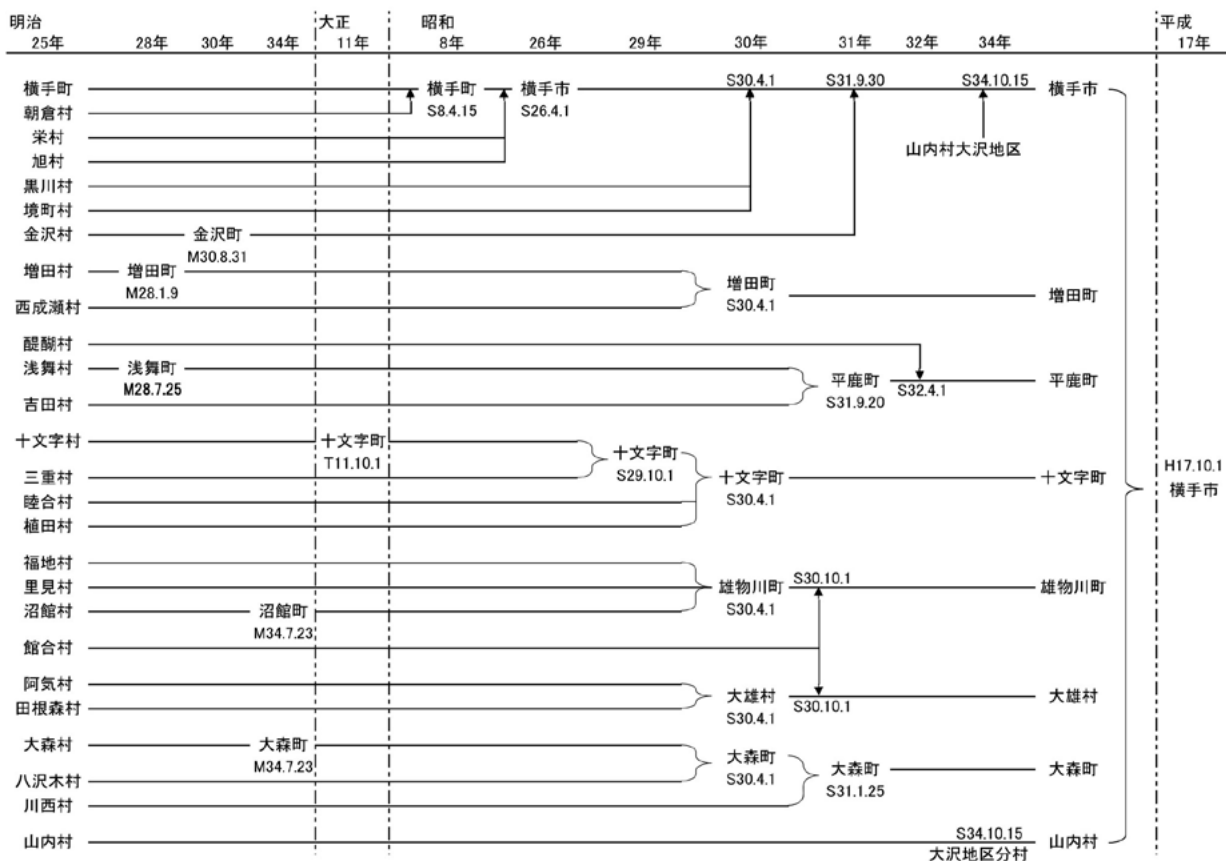 明治 大正 昭和 平成
25年 28年 30年 34年 11年 8年 26年 29年 30年 31年 32年 34年 17年
横手町 横手町 横手市 S30.4.1 S31.9.30 S34.10.15 横手市
朝倉村 S8.4.15 S26.4.1
栄村
旭村 山内村大沢地区
黒川村
境町村
金沢村 金沢町
M30.8.31
増田村 増田町 増田町
M28.1.9 増田町
西成瀬村 S30.4.1
醍醐村
浅舞村 浅舞町 平鹿町 平鹿町
M28.7.25 S31.9.20 S32.4.1
吉田村
十文字村 十文字町 十文字町
T11.10.1 S29.10.1 H17.10.1
三重村 十文字町 十文字町
睦合村 S30.4.1 横手市
植田村
福地村
里見村 雄物川町 S30.10.1 雄物川町
沼館村 沼館町 S30.4.1
M34.7.23
館合村
阿気村
田根森村 大雄村 S30.10.1 大雄村
S30.4.1
大森村 大森町 大森町
M34.7.23 大森町 大森町
八沢木村 S30.4.1 S31.1.25
川西村
山内村 S34.10.15 山内村
大沢地区分村